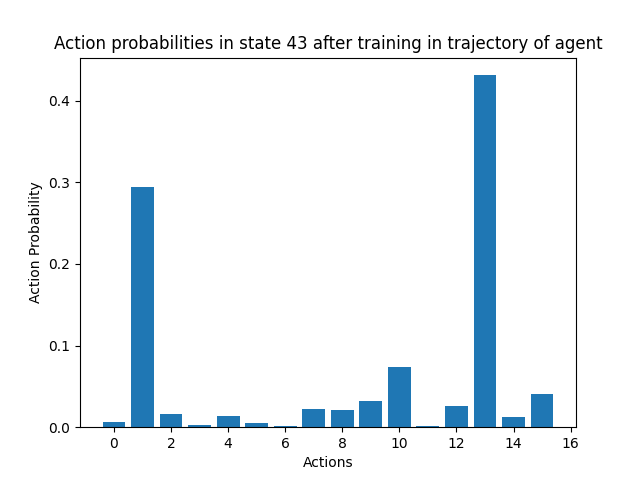 Action probabilities in state 43 after training in trajectory of agent
0.4
0.3
0.2
0.1
0.0
Action Probability
0 2 4 6 8 10 12 14 16
Actions